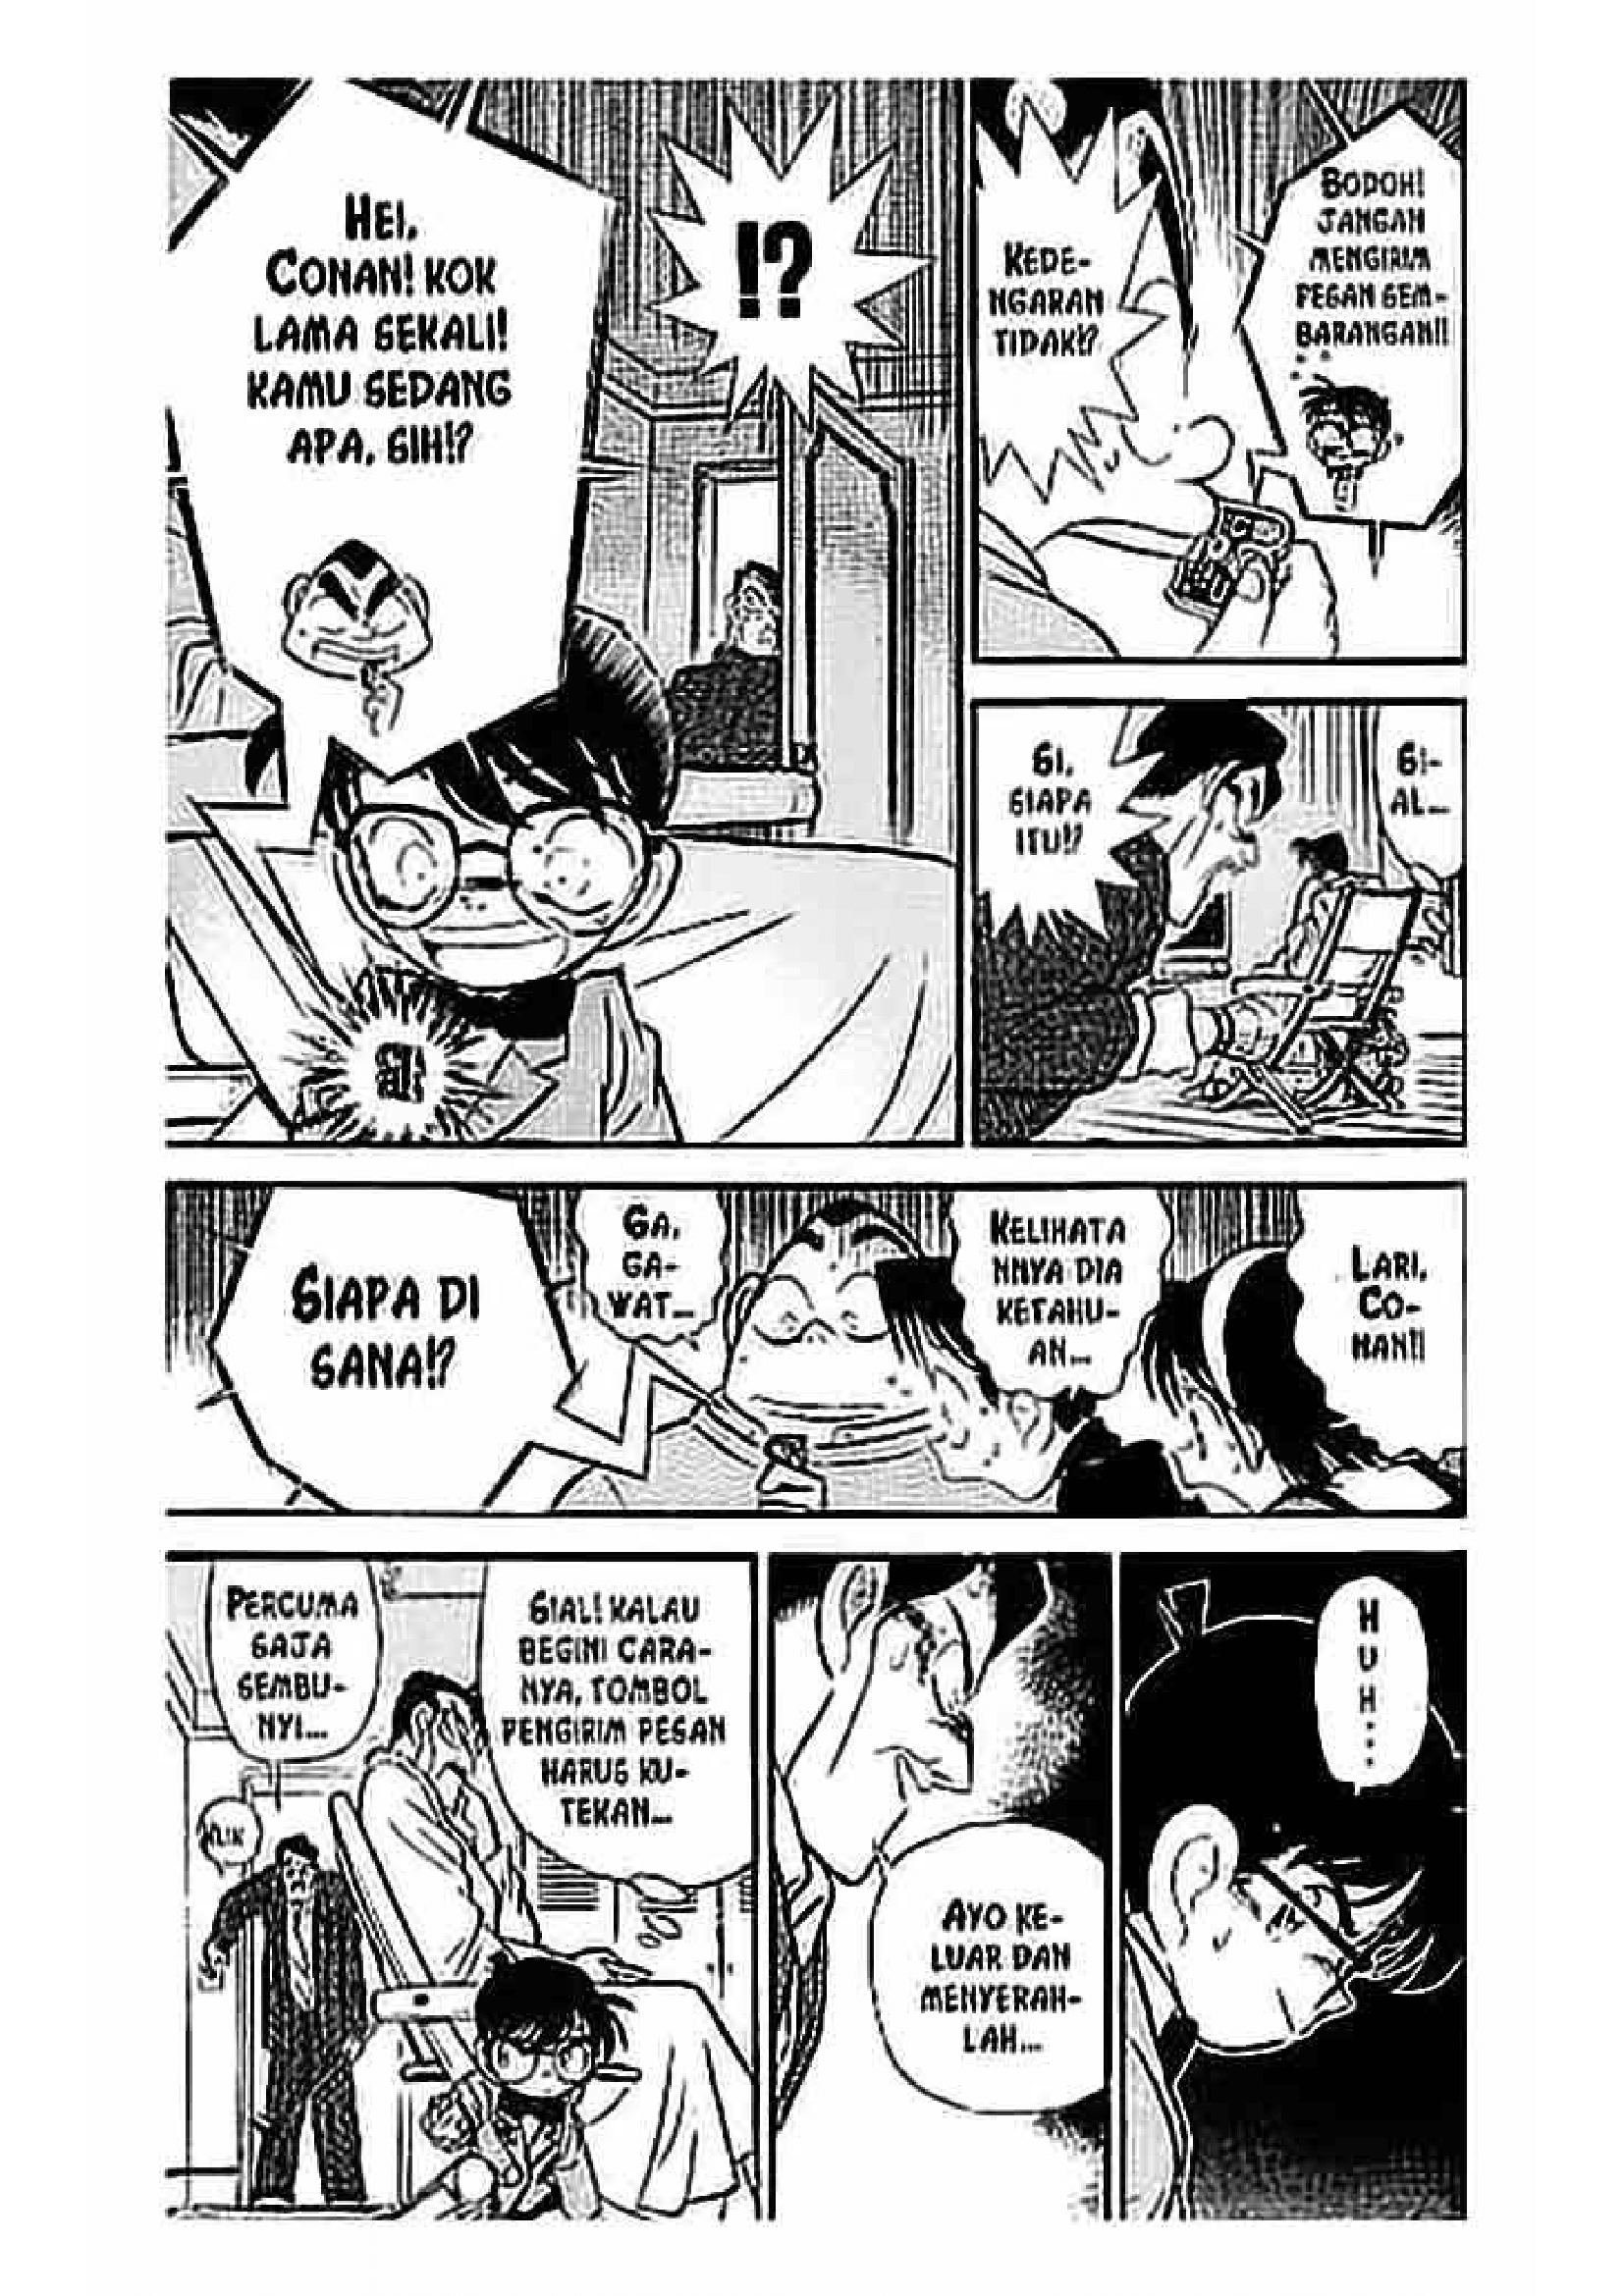 HEI,
CONAN! KOK
LAMA SEKALI!
KAMU SEDANG
APA, SIH!?
!?
KEDE-
NGARAN
TIDAK!?
BODOH!
JANGAN
MENGIRIM
PESAN SEM-
BARANGAN!!
SI,
SIAPA
ITU!?
SI-
AL...
SIAPA DI
SANA!?
GA,
GA-
WAT...
KELIHATA
NNYA DIA
KETAHU-
AN...
LARI,
CO-
NAN!!
PERCUMA
SAJA
SEMBU-
NYI...
KLIK
SIAL! KALAU
BEGINI CARA-
NYA, TOMBOL
PENGIRIM PESAN
HARUS KU-
TEKAN...
AYO KE-
LUAR DAN
MENYERAH-
LAH...
H
U
H
...